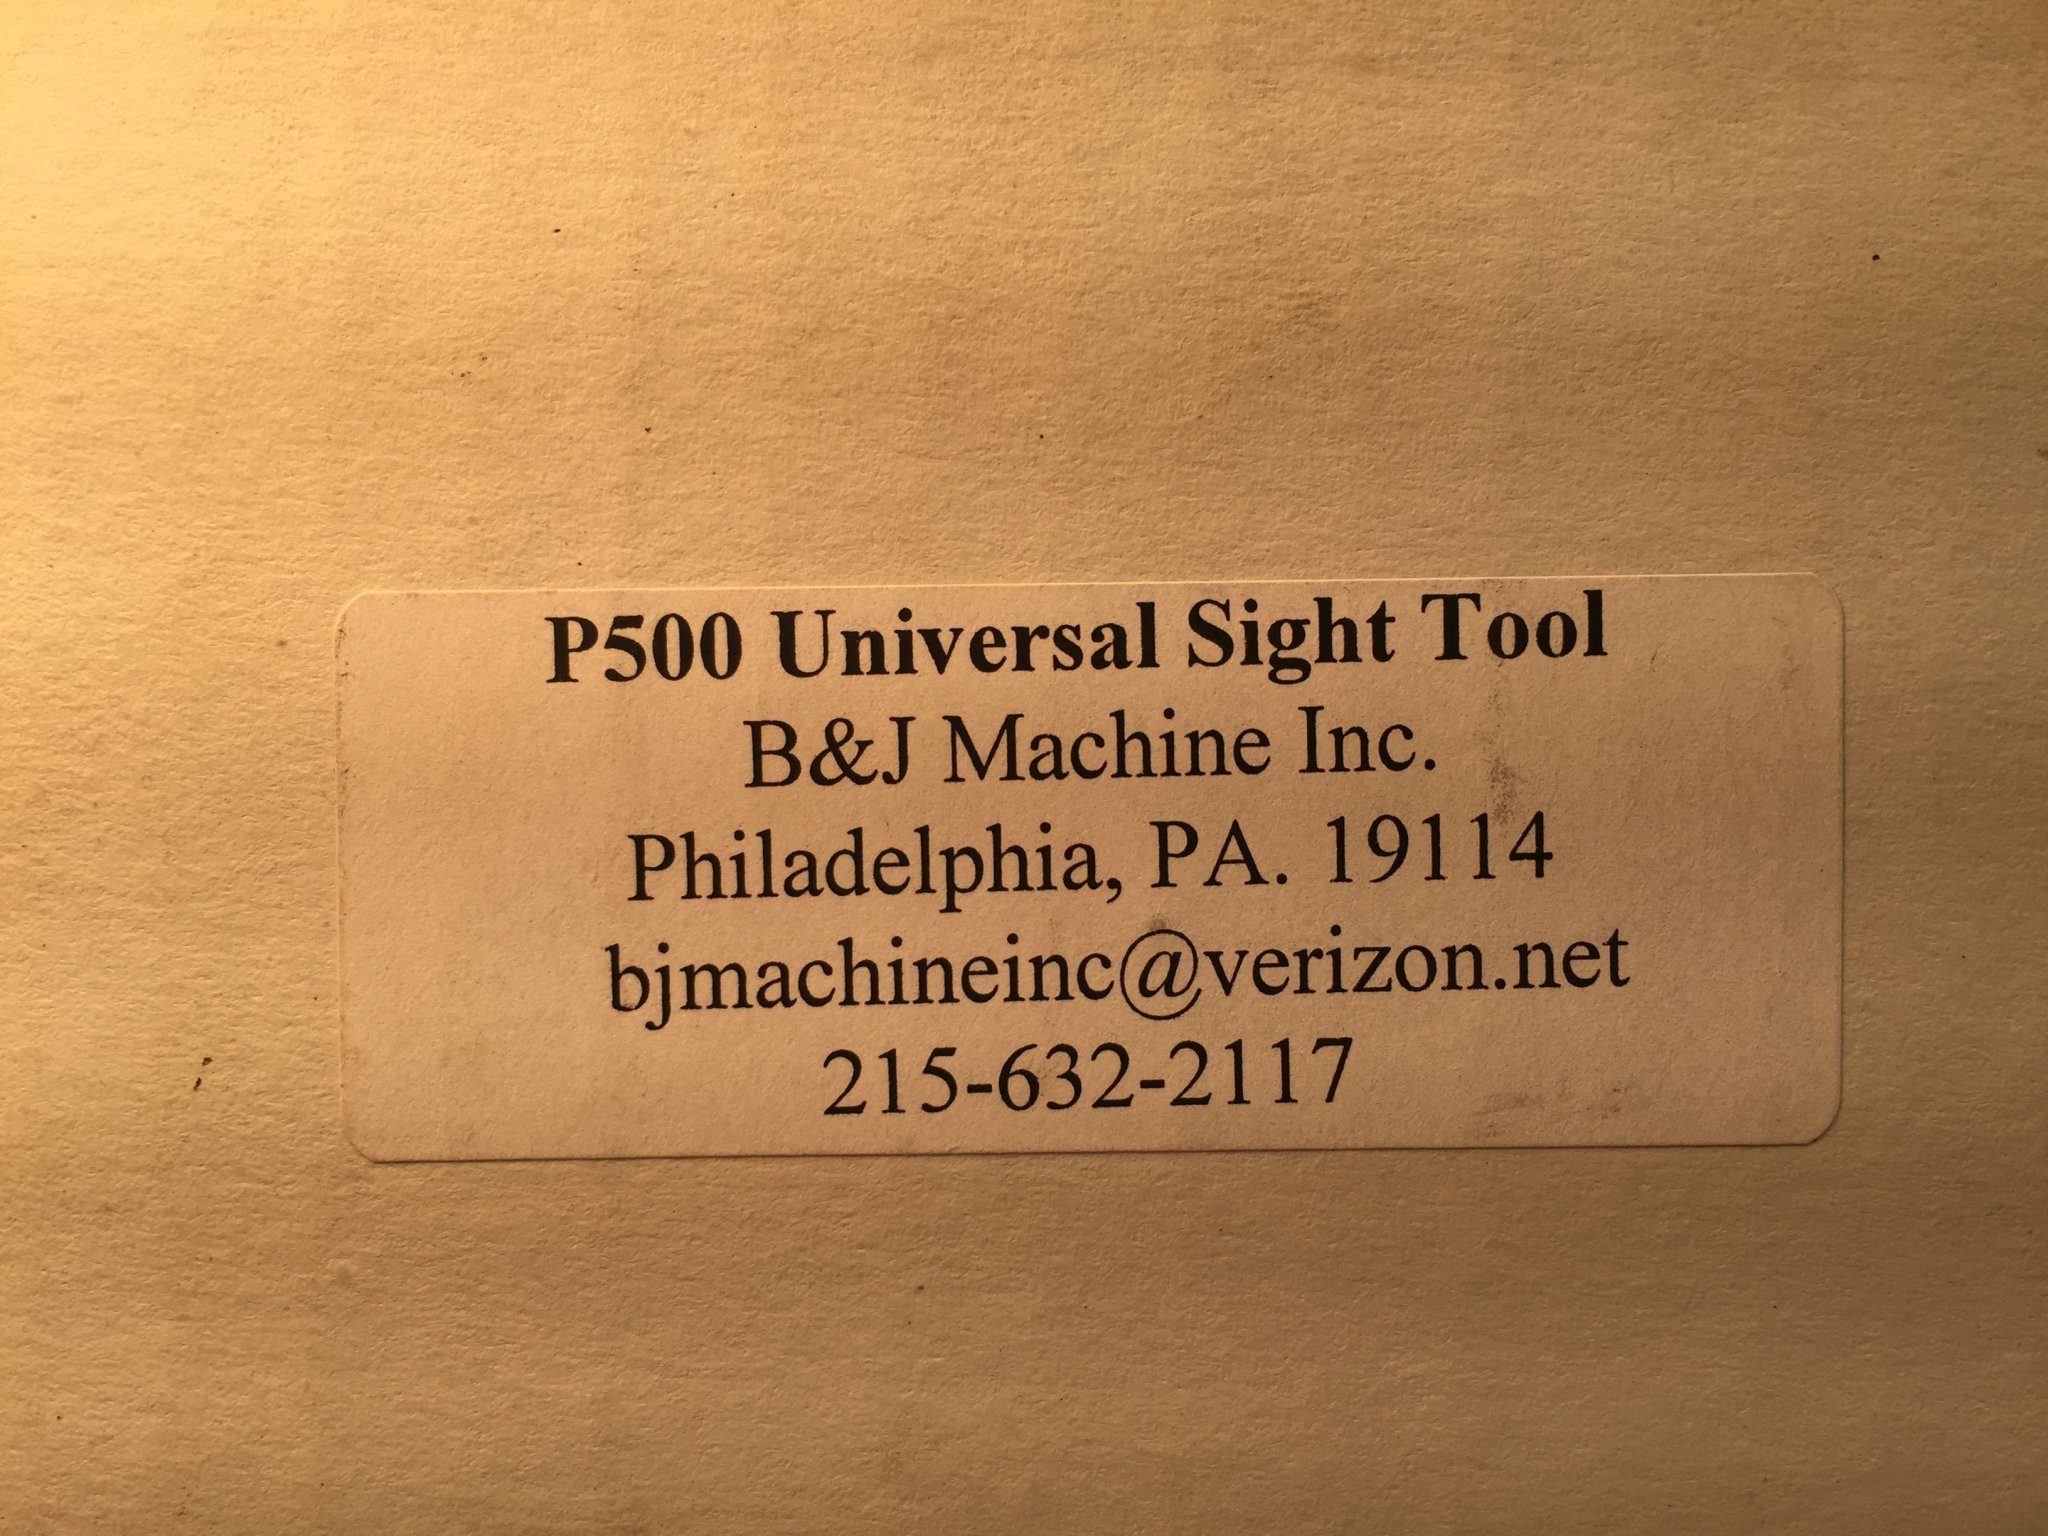 P500 Universal Sight Tool
B&J Machine Inc.
Philadelphia, PA. 19114
bjmachineinc@verizon.net
215-632-2117